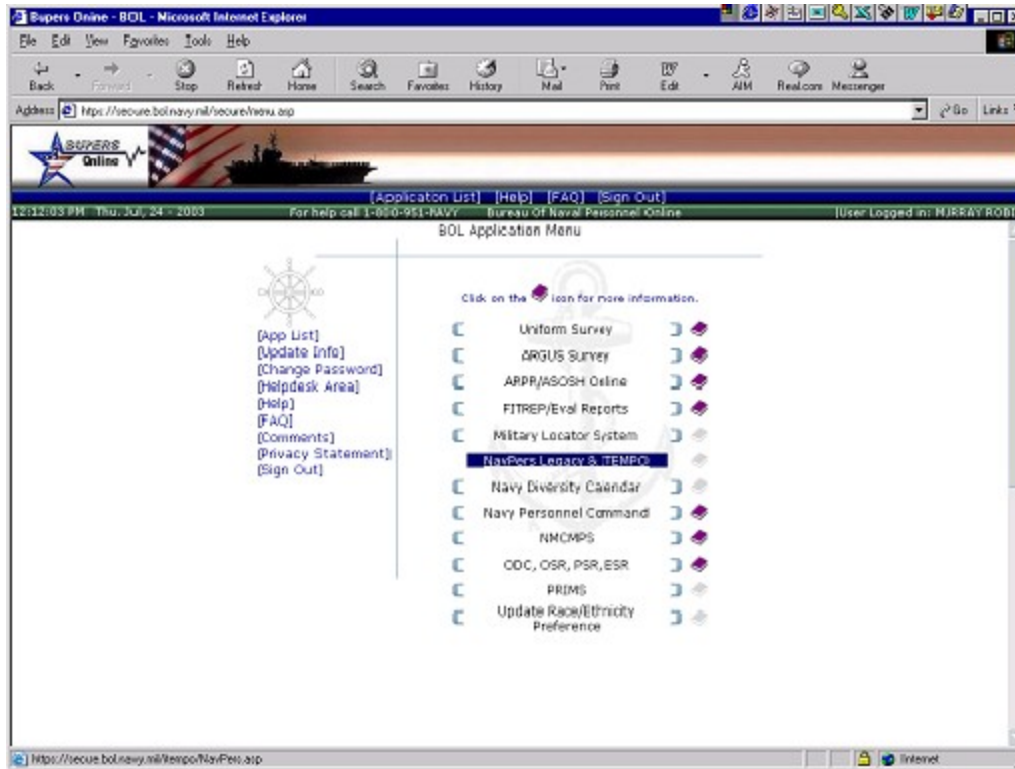 Bupers Online - BOL - Microsoft Internet Explorer
File Edit View Favorites Tools Help
Back Forward Stop Refresh Home Search Favorites History Mail Print Edit AIM Real.com Messenger
Address https://secure.bol.navy.mil/secure/menu.asp Go Links
BUPERS
Online
[Applicaton List] [Help] [FAQ] [Sign Out]
12:12:03 PM Thu, Jul, 24 - 2003 For help call 1-800-951-NAVY Bureau Of Naval Personnel Online [User Logged in: MURRAY ROBI
BOL Application Menu
Click on the icon for more information.
[App List]
[Update Info]
[Change Password]
[Helpdesk Area]
[Help]
[FAQ]
[Comments]
[Privacy Statement]
[Sign Out]
Uniform Survey
ARGUS Survey
ARPR/ASOSH Online
FITREP/Eval Reports
Military Locator System
NavPers Legacy & ITEMPO
Navy Diversity Calendar
Navy Personnel Command
NMCMPS
ODC, OSR, PSR, ESR
PRIMS
Update Race/Ethnicity
Preference
https://secure.bol.navy.mil/itempo/NavPers.asp Internet